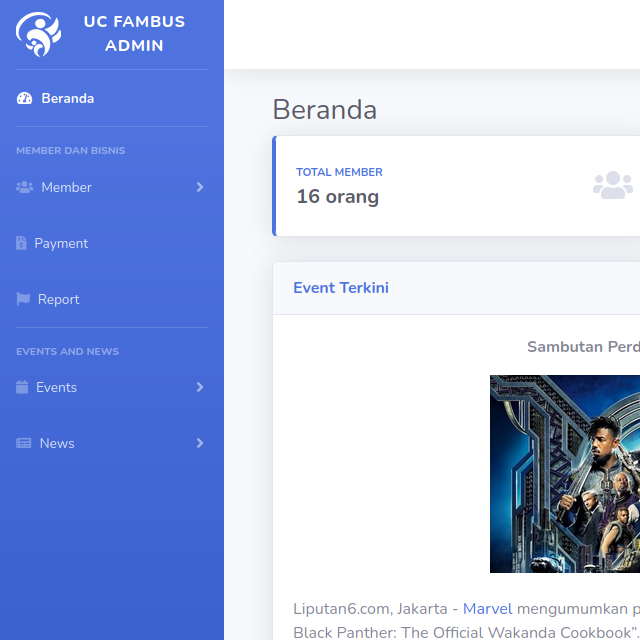 UC FAMBUS
ADMIN
Beranda
MEMBER DAN BISNIS
Member
Payment
Report
EVENTS AND NEWS
Events
News
Beranda
TOTAL MEMBER
16 orang
Event Terkini
Sambutan Perd
Liputan6.com, Jakarta - Marvel mengumumkan p
Black Panther: The Official Wakanda Cookbook”.